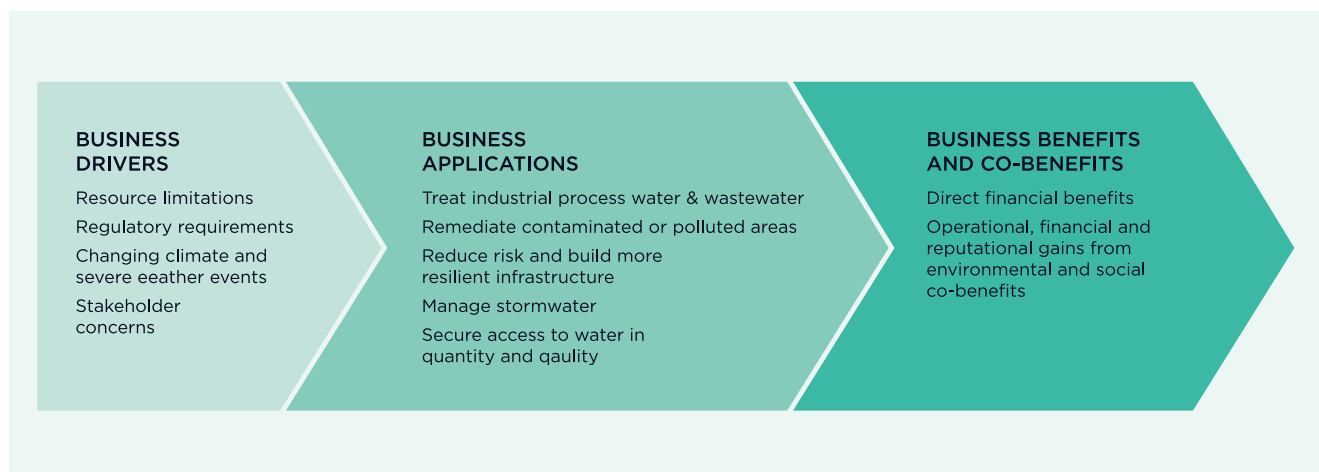 BUSINESS
DRIVERS
Resource limitations
Regulatory requirements
Changing climate and
severe eeather events
Stakeholder
concerns
BUSINESS
APPLICATIONS
Treat industrial process water & wastewater
Remediate contaminated or polluted areas
Reduce risk and build more
resilient infrastructure
Manage stormwater
Secure access to water in
quantity and qaulity
BUSINESS BENEFITS
AND CO-BENEFITS
Direct financial benefits
Operational, financial and
reputational gains from
environmental and social
co-benefits